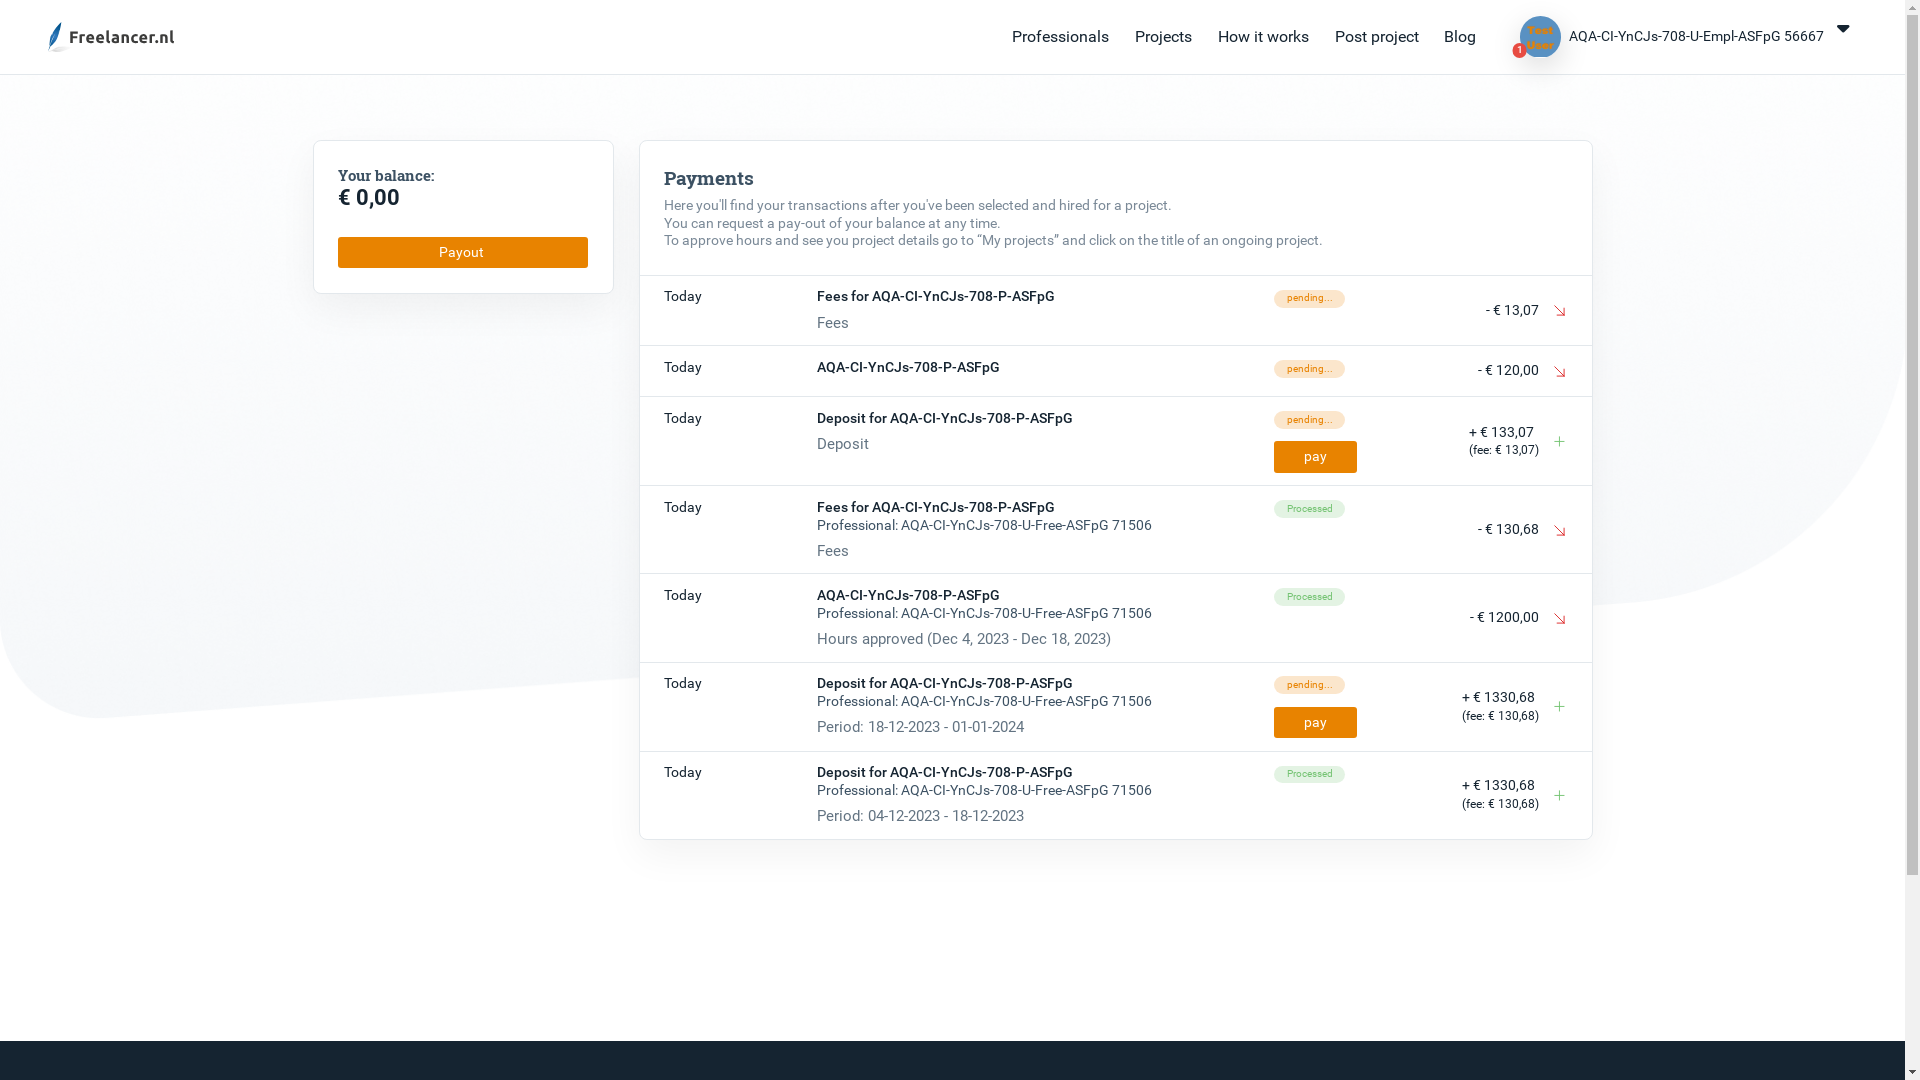 Freelancer.nl
Professionals
Projects
How it works
Post project
Blog
Test
User
1
AQA-CI-YnCJs-708-U-Empl-ASFpG 56667
Your balance:
€ 0,00
Payout
Payments
Here you'll find your transactions after you've been selected and hired for a project.
You can request a pay-out of your balance at any time.
To approve hours and see you project details go to “My projects” and click on the title of an ongoing project.
Today
Fees for AQA-CI-YnCJs-708-P-ASFpG
Fees
pending...
- € 13,07
Today
AQA-CI-YnCJs-708-P-ASFpG
pending...
- € 120,00
Today
Deposit for AQA-CI-YnCJs-708-P-ASFpG
Deposit
pending...
pay
+ € 133,07
(fee: € 13,07)
Today
Fees for AQA-CI-YnCJs-708-P-ASFpG
Professional: AQA-CI-YnCJs-708-U-Free-ASFpG 71506
Fees
Processed
- € 130,68
Today
AQA-CI-YnCJs-708-P-ASFpG
Professional: AQA-CI-YnCJs-708-U-Free-ASFpG 71506
Hours approved (Dec 4, 2023 - Dec 18, 2023)
Processed
- € 1200,00
Today
Deposit for AQA-CI-YnCJs-708-P-ASFpG
Professional: AQA-CI-YnCJs-708-U-Free-ASFpG 71506
Period: 18-12-2023 - 01-01-2024
pending...
pay
+ € 1330,68
(fee: € 130,68)
Today
Deposit for AQA-CI-YnCJs-708-P-ASFpG
Professional: AQA-CI-YnCJs-708-U-Free-ASFpG 71506
Period: 04-12-2023 - 18-12-2023
Processed
+ € 1330,68
(fee: € 130,68)